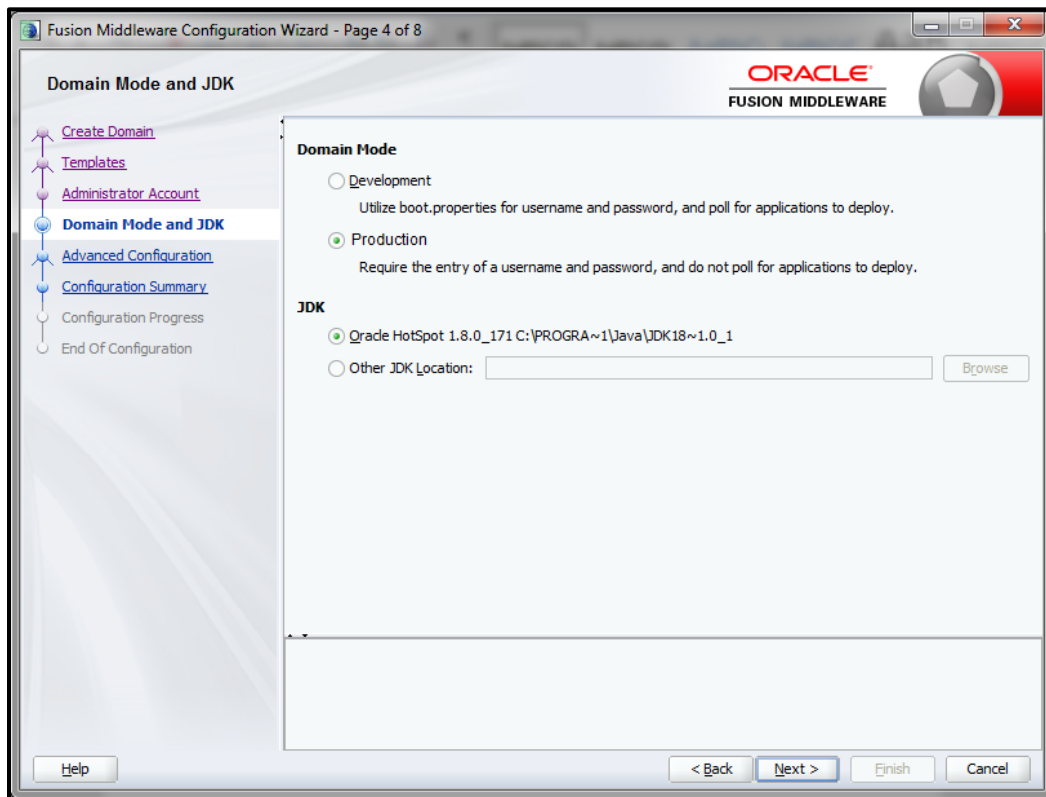 Fusion Middleware Configuration Wizard - Page 4 of 8
Domain Mode and JDK
ORACLE
FUSION MIDDLEWARE
Create Domain
Templates
Administrator Account
Domain Mode and JDK
Advanced Configuration
Configuration Summary
Configuration Progress
End Of Configuration
Domain Mode
Development
Utilize boot.properties for username and password, and poll for applications to deploy.
Production
Require the entry of a username and password, and do not poll for applications to deploy.
JDK
Oracle HotSpot 1.8.0_171 C:\PROGRA~1\Java\JDK18~1.0_1
Other JDK Location:
Browse
Help
< Back
Next >
Finish
Cancel